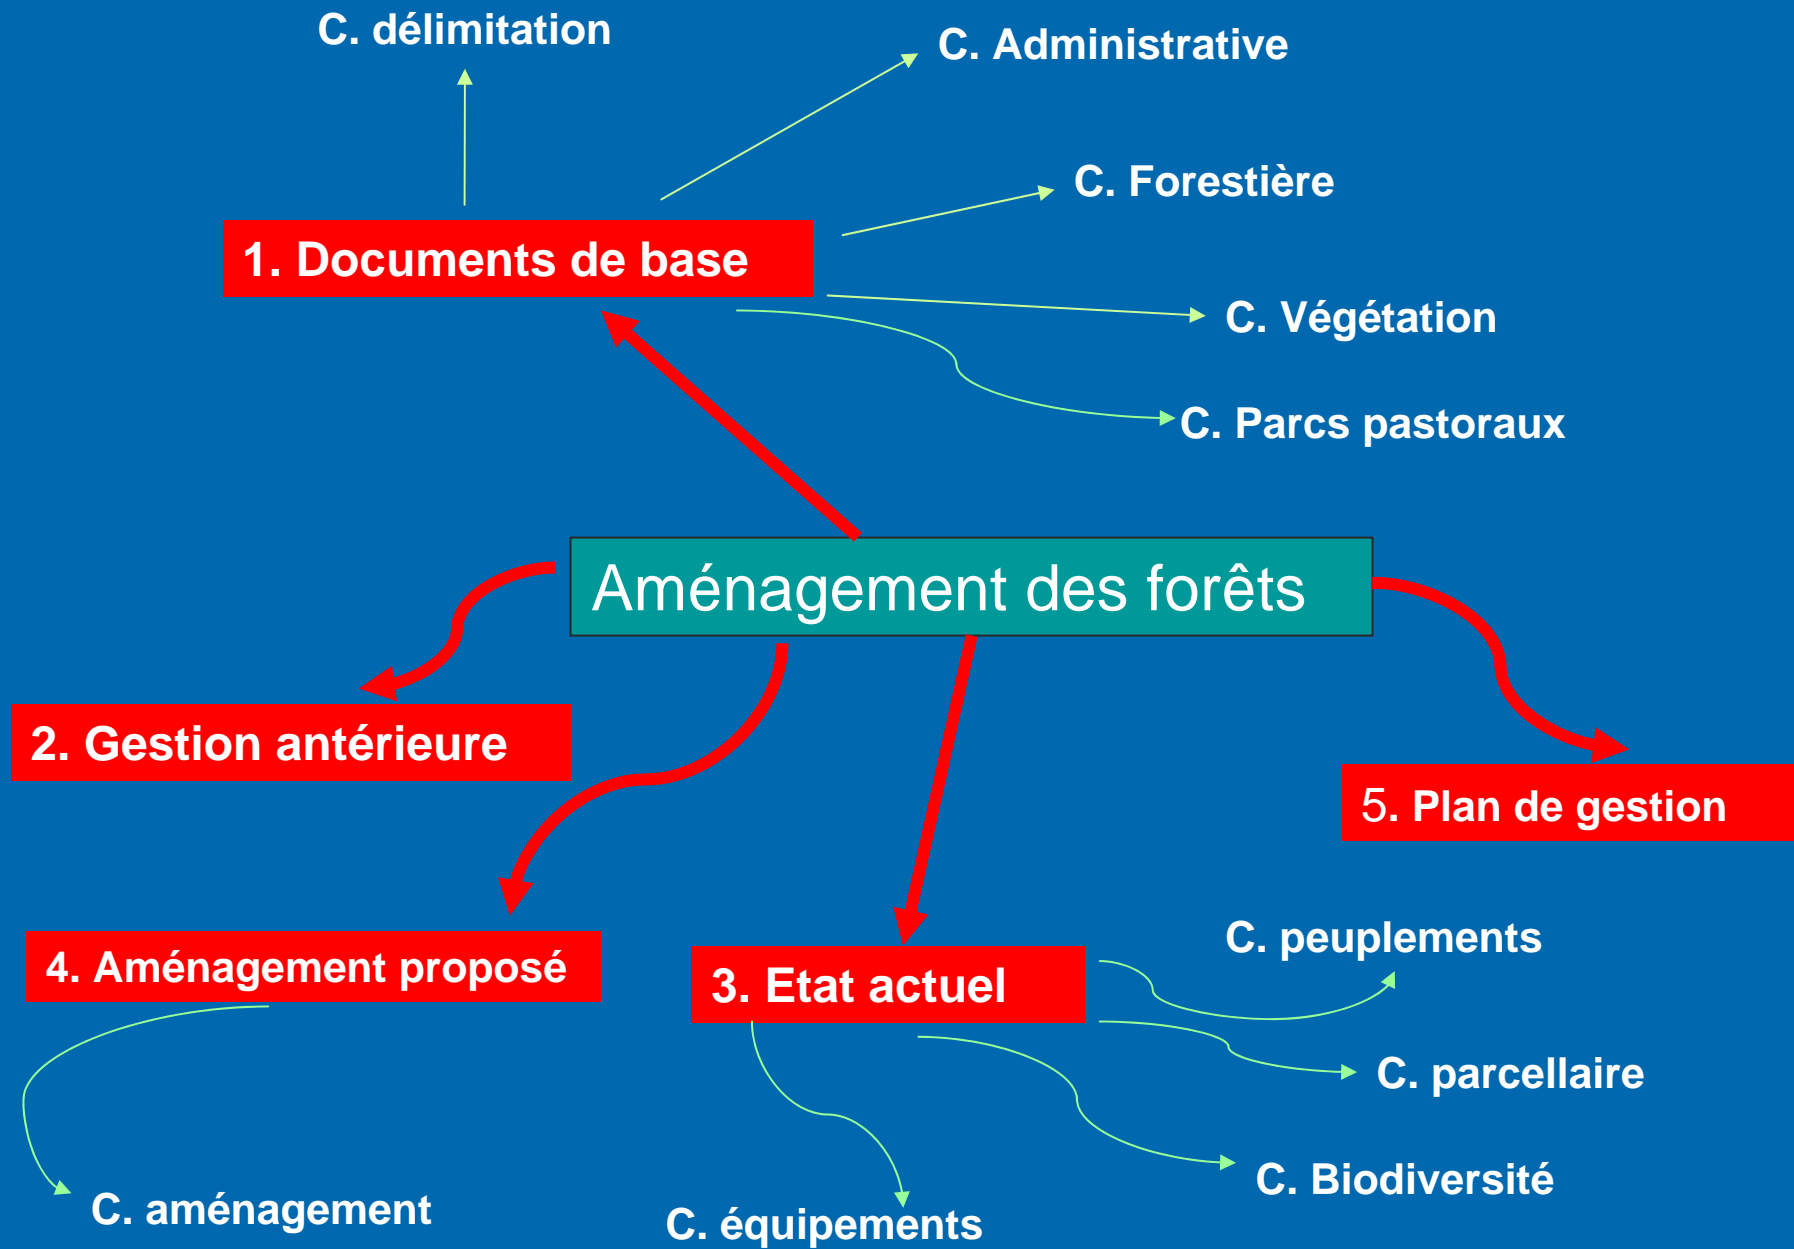 C. délimitation
C. Administrative
C. Forestière
1. Documents de base
C. Végétation
C. Parcs pastoraux
Aménagement des forêts
2. Gestion antérieure
5. Plan de gestion
4. Aménagement proposé
3. Etat actuel
C. peuplements
C. parcellaire
C. Biodiversité
C. aménagement
C. équipements